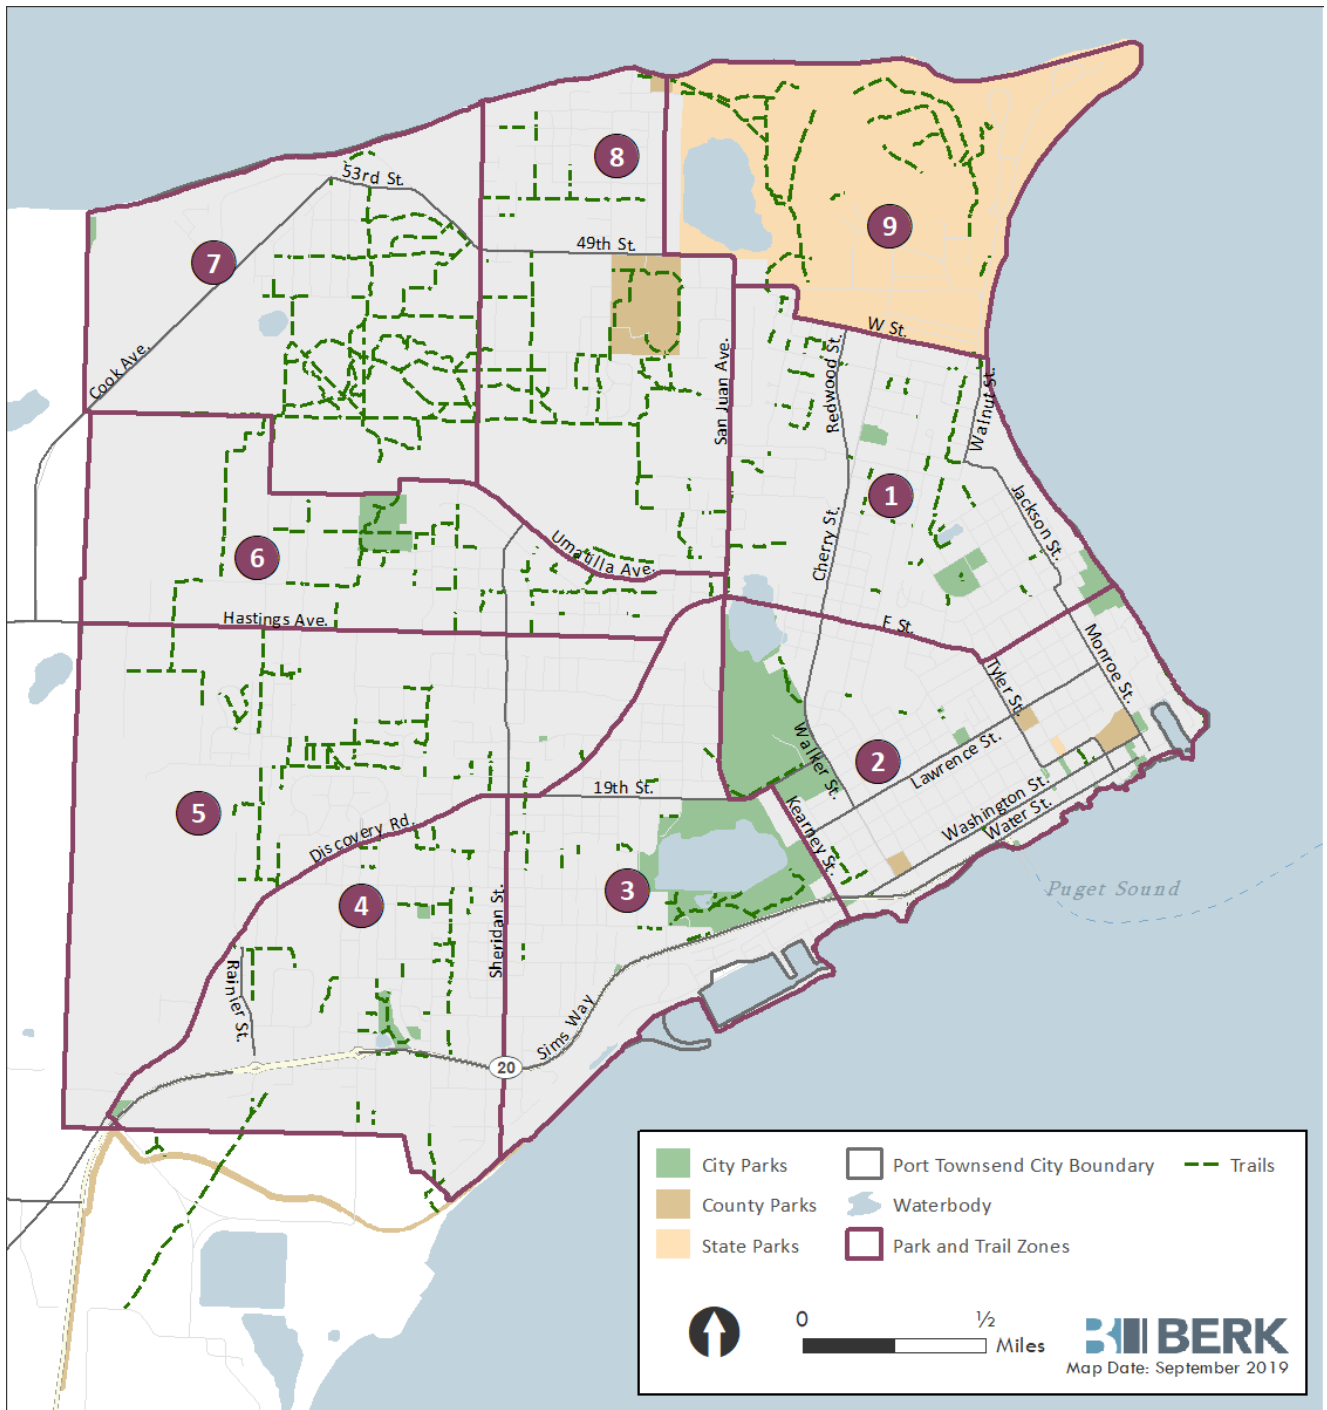 8
53rd St.
9
49th St.
7
W St.
Cook Ave.
San Juan Ave.
Redwood St.
Walnut St.
1
Jackson St.
6
Umatilla Ave.
Cherry St.
Hastings Ave.
F St.
Monroe St.
Tyler St.
Walker St.
2
Lawrence St.
19th St.
Kearney St.
Washington St.
Water St.
5
Discovery Rd.
3
Puget Sound
4
Sheridan St.
Rainier St.
Sims Way
20
City Parks
Port Townsend City Boundary
Trails
County Parks
Waterbody
State Parks
Park and Trail Zones
0
½
Miles
BERK
Map Date: September 2019